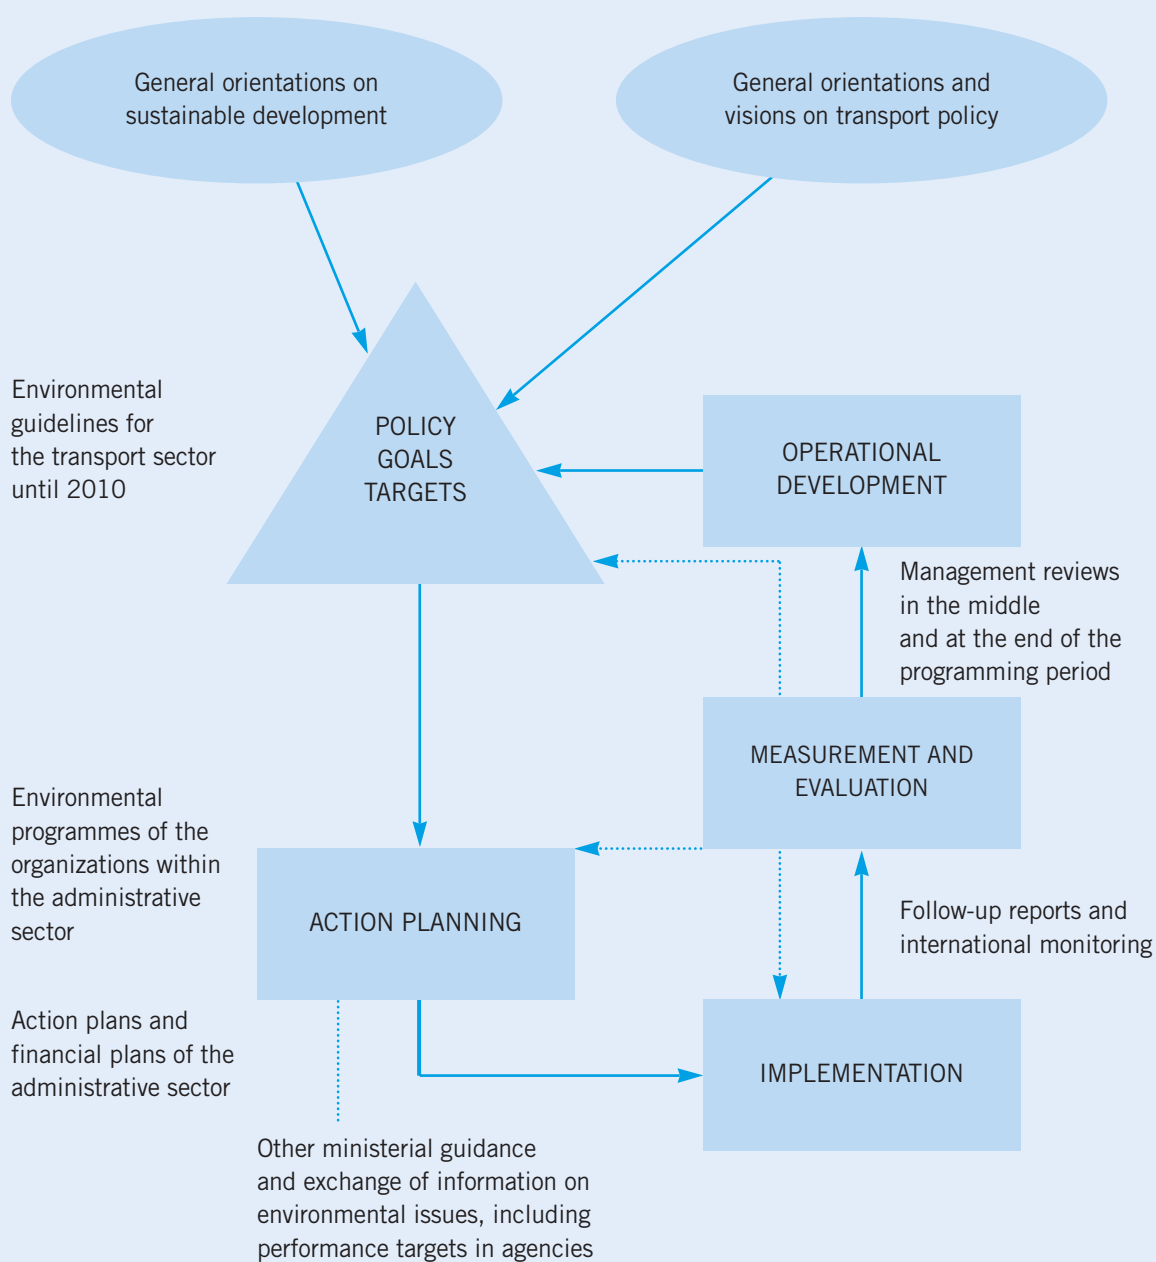 General orientations on
sustainable development
General orientations and
visions on transport policy
Environmental
guidelines for
the transport sector
until 2010
POLICY
GOALS
TARGETS
OPERATIONAL
DEVELOPMENT
Management reviews
in the middle
and at the end of the
programming period
MEASUREMENT AND
EVALUATION
Environmental
programmes of the
organizations within
the administrative
sector
ACTION PLANNING
Follow-up reports and
international monitoring
Action plans and
financial plans of the
administrative sector
IMPLEMENTATION
Other ministerial guidance
and exchange of information on
environmental issues, including
performance targets in agencies